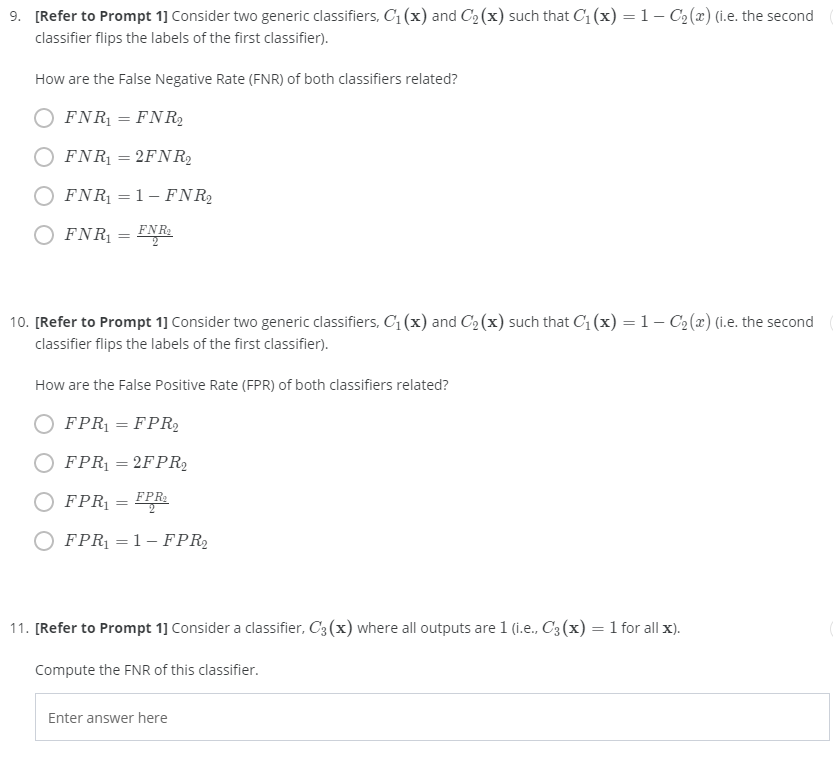 9. [Refer to Prompt 1] Consider two generic classifiers, C₁(x) and C₂(x) such that C₁(x) = 1 − C₂(x) (i.e. the second
classifier flips the labels of the first classifier).
How are the False Negative Rate (FNR) of both classifiers related?
FNR₁ = FNR₂
FNR₁ = 2FNR₂
FNR₁ = 1 − FNR₂
FNR₁ = FNR₂/2
10. [Refer to Prompt 1] Consider two generic classifiers, C₁(x) and C₂(x) such that C₁(x) = 1 − C₂(x) (i.e. the second
classifier flips the labels of the first classifier).
How are the False Positive Rate (FPR) of both classifiers related?
FPR₁ = FPR₂
FPR₁ = 2FPR₂
FPR₁ = FPR₂/2
FPR₁ = 1 − FPR₂
11. [Refer to Prompt 1] Consider a classifier, C₃(x) where all outputs are 1 (i.e., C₃(x) = 1 for all x).
Compute the FNR of this classifier.
Enter answer here